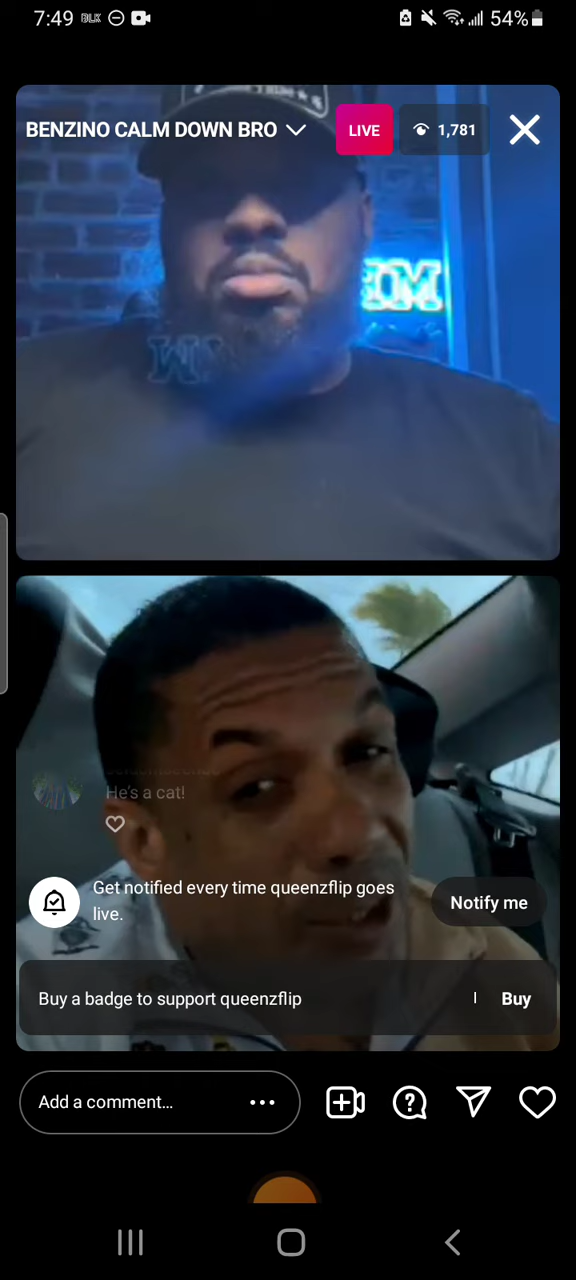 7:49 BLK 54%
BENZINO CALM DOWN BRO LIVE 1,781
He's a cat!
Get notified every time queenzflip goes
live.
Notify me
Buy a badge to support queenzflip
Buy
Add a comment...